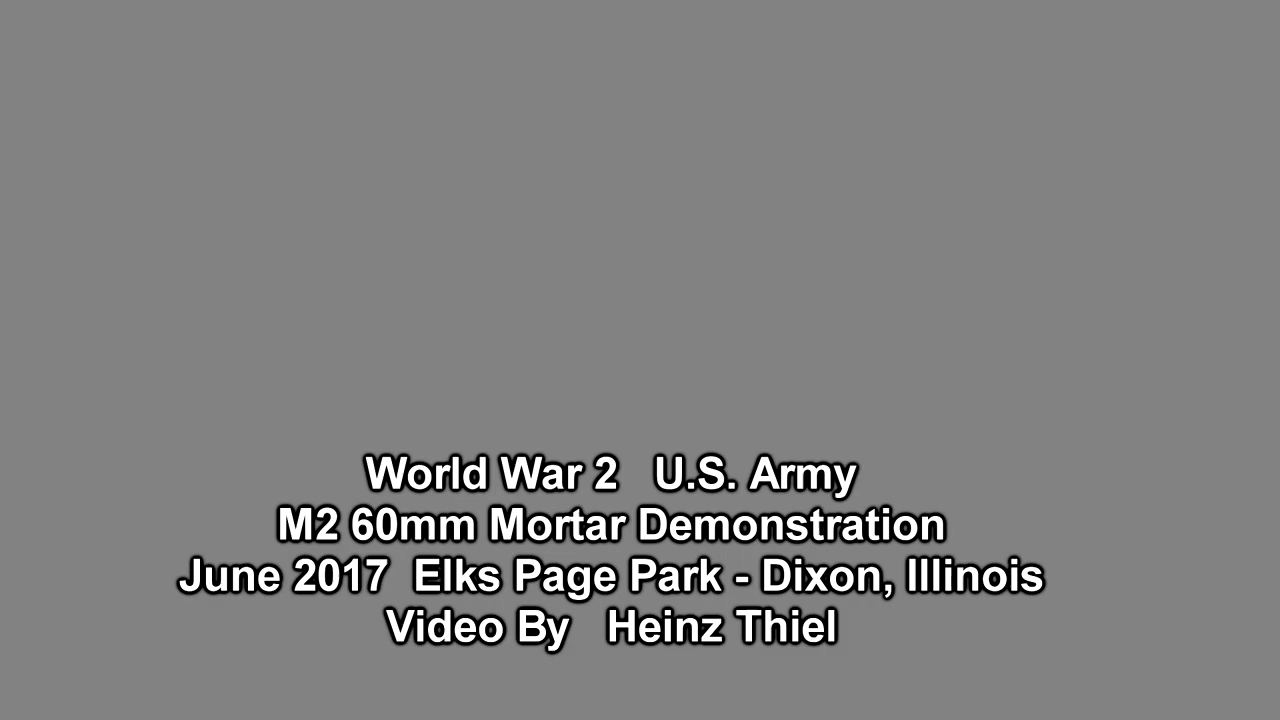 World War 2   U.S. Army
M2 60mm Mortar Demonstration
June 2017  Elks Page Park - Dixon, Illinois
Video By   Heinz Thiel